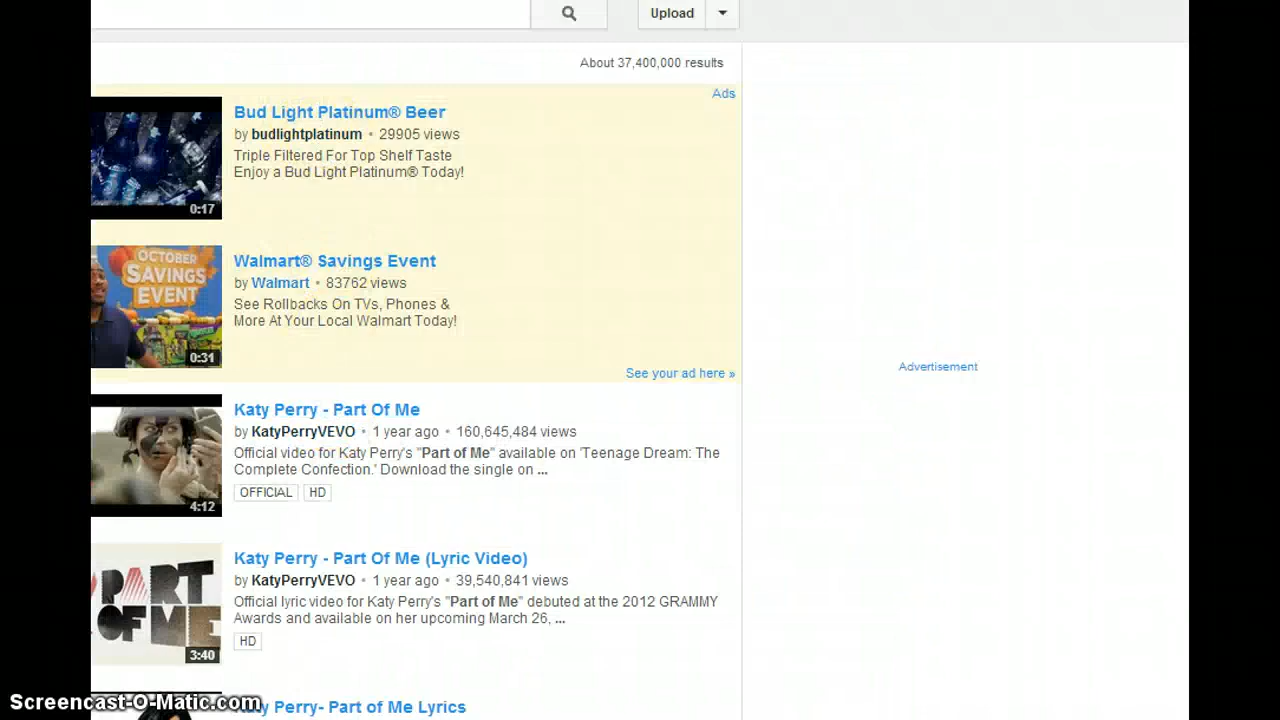 Upload
About 37,400,000 results
Ads
Bud Light Platinum® Beer
by budlightplatinum • 29905 views
Triple Filtered For Top Shelf Taste
Enjoy a Bud Light Platinum® Today!
0:17
Walmart® Savings Event
by Walmart • 83762 views
See Rollbacks On TVs, Phones &
More At Your Local Walmart Today!
OCTOBER
SAVINGS
EVENT
0:31
See your ad here »
Advertisement
Katy Perry - Part Of Me
by KatyPerryVEVO • 1 year ago • 160,645,484 views
Official video for Katy Perry's "Part of Me" available on 'Teenage Dream: The
Complete Confection.' Download the single on ...
OFFICIAL HD
4:12
Katy Perry - Part Of Me (Lyric Video)
by KatyPerryVEVO • 1 year ago • 39,540,841 views
Official lyric video for Katy Perry's "Part of Me" debuted at the 2012 GRAMMY
Awards and available on her upcoming March 26, ...
HD
PART
OF ME
3:40
Perry- Part of Me Lyrics
Screencast-O-Matic.com